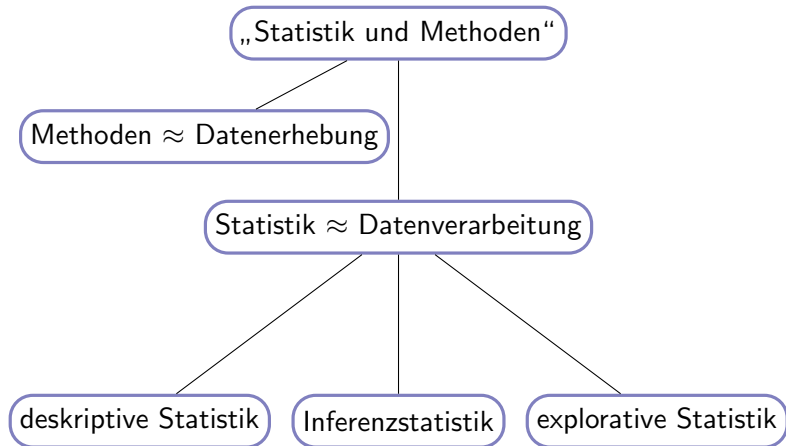 „Statistik und Methoden“
Methoden ≈ Datenerhebung
Statistik ≈ Datenverarbeitung
deskriptive Statistik
Inferenzstatistik
explorative Statistik